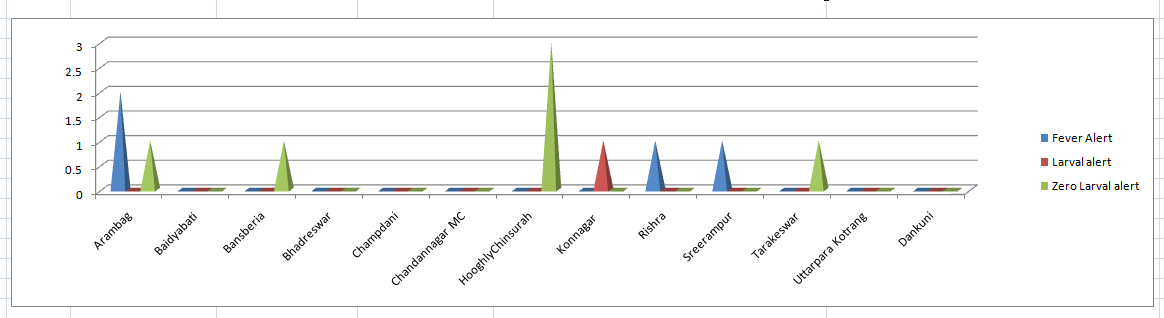 3
2.5
2
1.5
1
0.5
0
Arambag
Baidyabati
Bansberia
Bhadreswar
Champdani
Chandannagar MC
HooghlyChinsurah
Konnagar
Rishra
Sreerampur
Tarakeswar
Uttarpara Kotrang
Dankuni
Fever Alert
Larval alert
Zero Larval alert